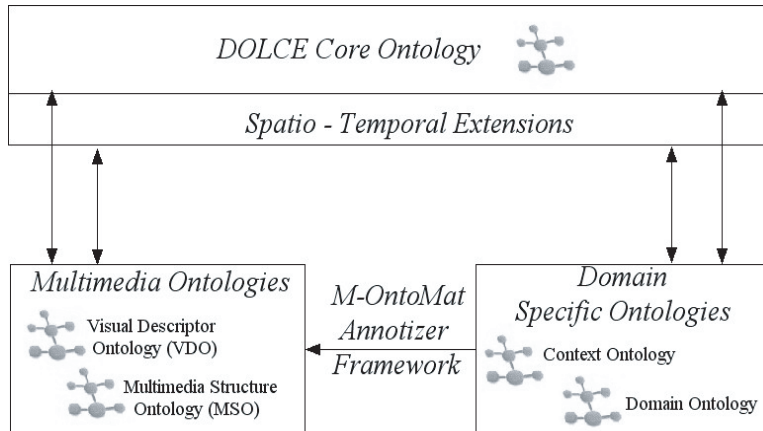 DOLCE Core Ontology
Spatio - Temporal Extensions
Multimedia Ontologies
Visual Descriptor
Ontology (VDO)
Multimedia Structure
Ontology (MSO)
M-OntoMat
Annotizer
Framework
Domain
Specific Ontologies
Context Ontology
Domain Ontology